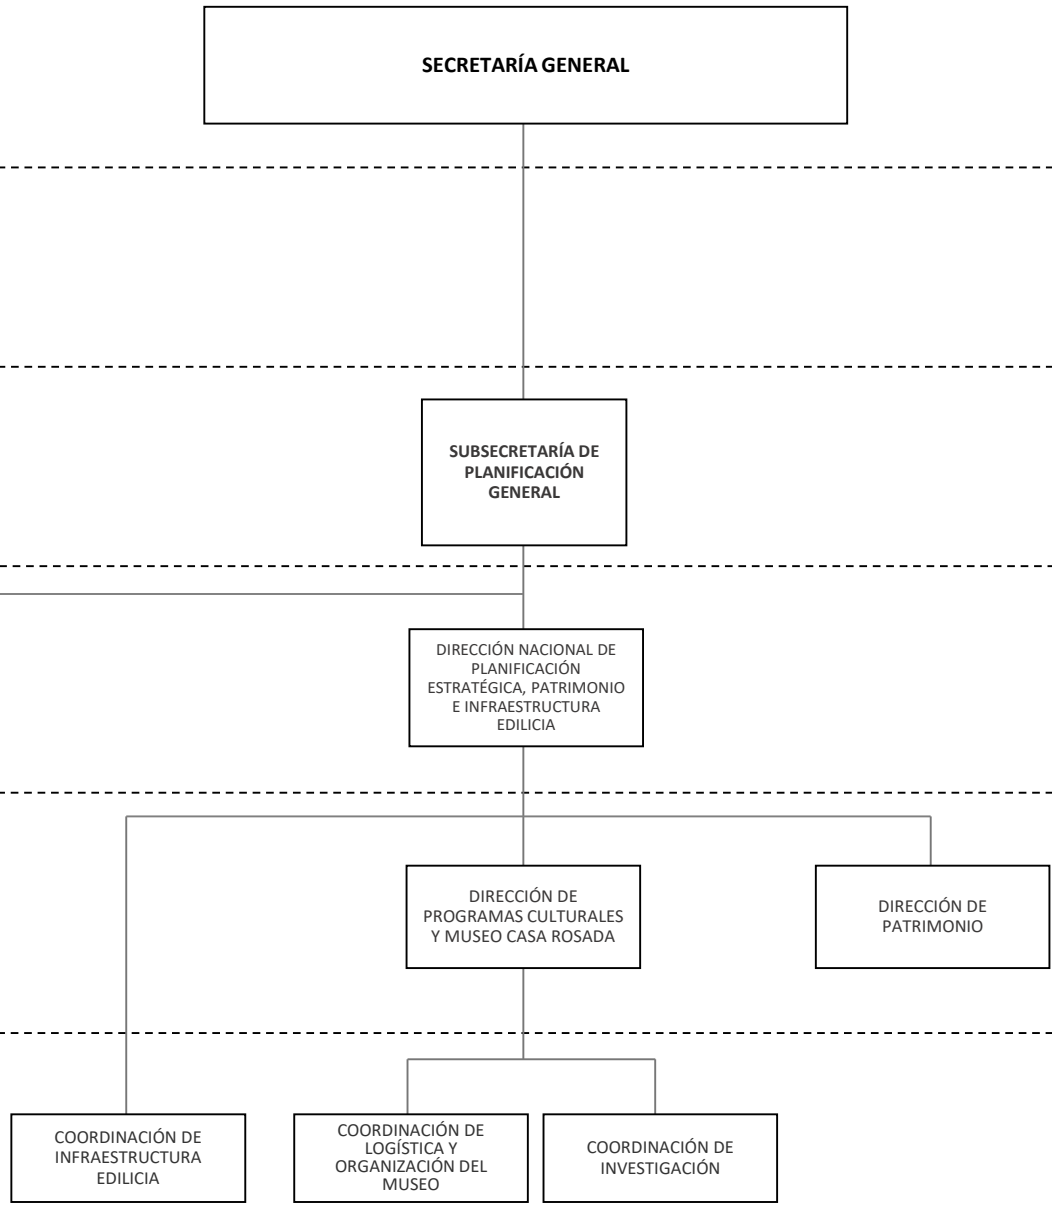 SECRETARÍA GENERAL
SUBSECRETARÍA DE
PLANIFICACIÓN
GENERAL
DIRECCIÓN NACIONAL DE
PLANIFICACIÓN
ESTRATÉGICA, PATRIMONIO
E INFRAESTRUCTURA
EDILICIA
DIRECCIÓN DE
PROGRAMAS CULTURALES
Y MUSEO CASA ROSADA
DIRECCIÓN DE
PATRIMONIO
COORDINACIÓN DE
INFRAESTRUCTURA
EDILICIA
COORDINACIÓN DE
LOGÍSTICA Y
ORGANIZACIÓN DEL
MUSEO
COORDINACIÓN DE
INVESTIGACIÓN